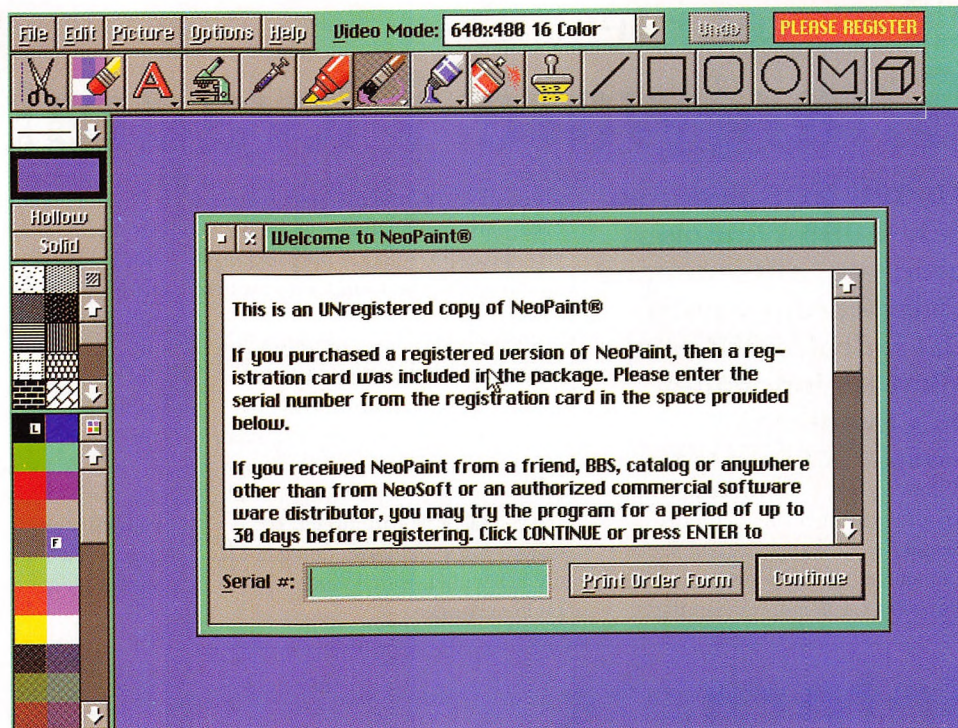 File Edit Picture Options Help Video Mode: 640x480 16 Color Undo PLEASE REGISTER
A
Hollow
Solid
Welcome to NeoPaint®
This is an UNregistered copy of NeoPaint®
If you purchased a registered version of NeoPaint, then a reg-
istration card was included in the package. Please enter the
serial number from the registration card in the space provided
below.
If you received NeoPaint from a friend, BBS, catalog or anywhere
other than from NeoSoft or an authorized commercial software
ware distributor, you may try the program for a period of up to
30 days before registering. Click CONTINUE or press ENTER to
Serial #: Print Order Form Continue
L
F